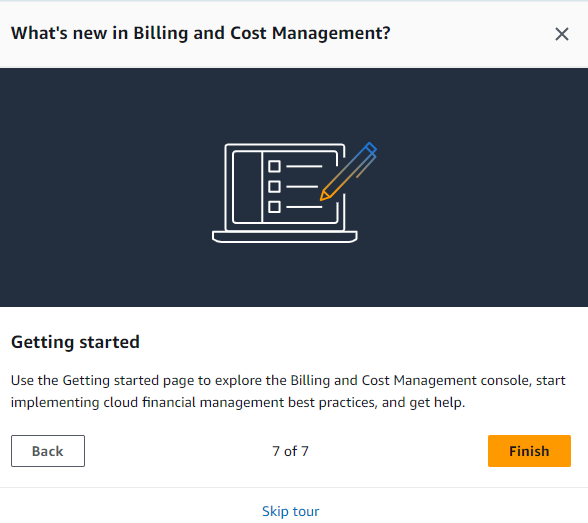 What's new in Billing and Cost Management?
Getting started
Use the Getting started page to explore the Billing and Cost Management console, start
implementing cloud financial management best practices, and get help.
Back
7 of 7
Finish
Skip tour